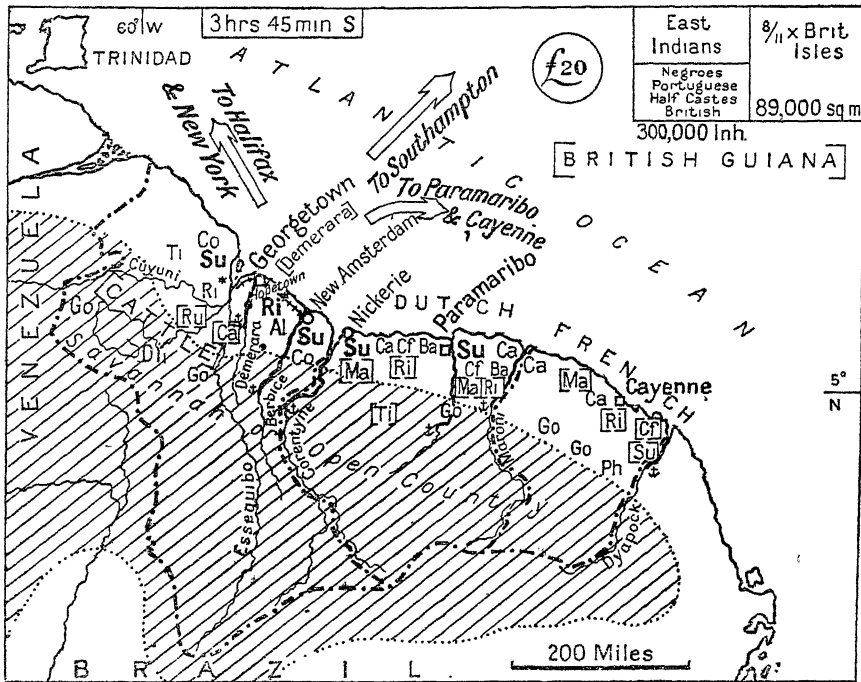 60° W
3hrs 45min S
TRINIDAD
£20
East
Indians
8/11 x Brit
Isles
Negroes
Portuguese
Half Castes
British
89,000 sq m
300,000 Inh.
[BRITISH GUIANA]
ATLANTIC OCEAN
To Halifax
& New York
To Southampton
To Paramaribo
& Cayenne
VENEZUELA
Georgetown
[Demerara]
New Amsterdam
Nickerie
Paramaribo
DUTCH
FRENCH
Cayenne
5°
N
Ti
Co
Su
Cuyuni
Ri
Go
CATTLE
[Ru]
[Ca]
Di
Go
Ri
Al
Su
Co
Su
[Ma]
Ca Cf Ba
[Ri]
[Ti]
Su
Ca
Cf Ba
[Ma] [Ri]
Go
Ca
[Ma]
Ca
[Ri]
[Cf]
[Su]
Go
Go
Ph
Savannah or Open Country
Demerara
Berbice
Corentyne
Essequibo
Maroni
Oyapock
BRAZIL
200 Miles